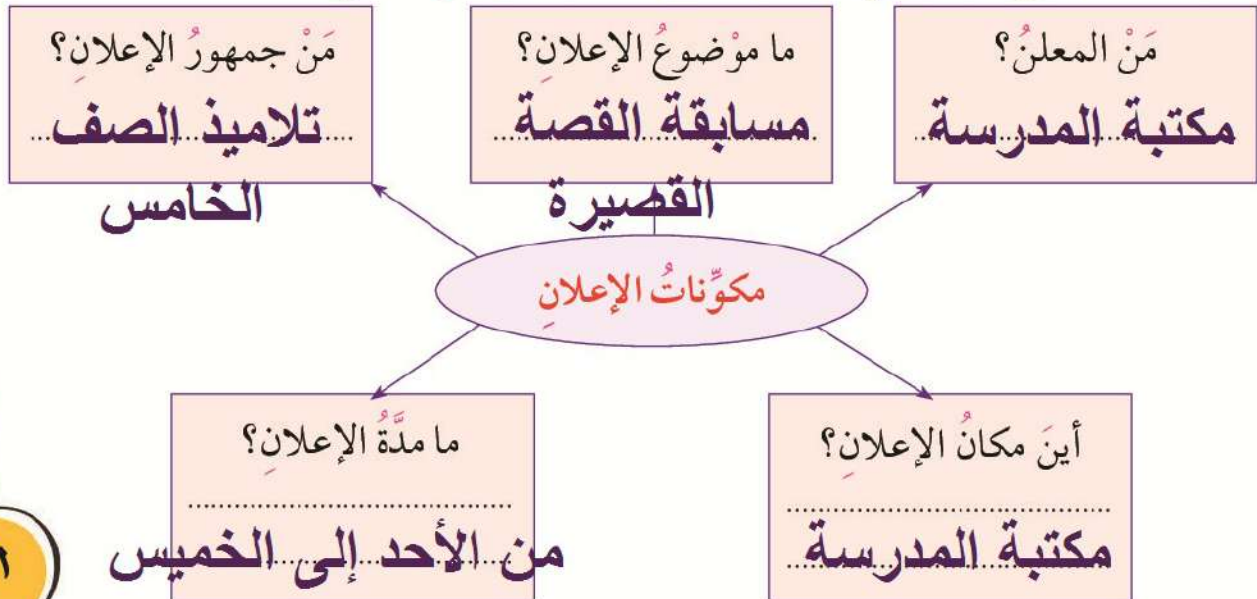 مَنْ المعلنُ؟
مكتبة المدرسة
ما موْضوعُ الإعلانِ؟
مسابقة القصة
القصيرة
مَنْ جمهورُ الإعلانِ؟
تلاميذ الصف
الخامس
مكوِّناتُ الإعلانِ
أينَ مكانُ الإعلانِ؟
مكتبة المدرسة
ما مدَّةُ الإعلانِ؟
من الأحد إلى الخميس